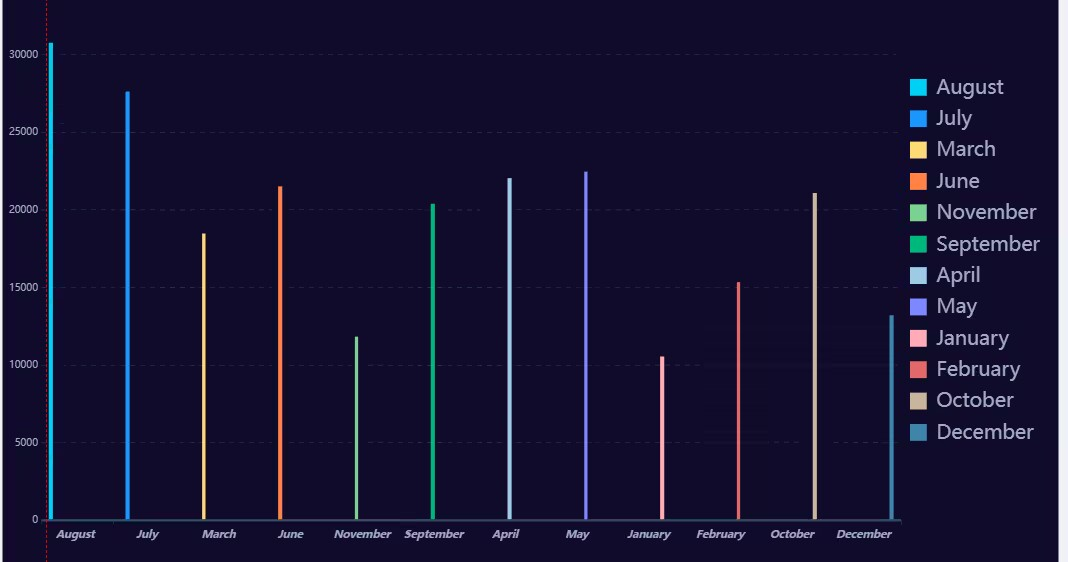 30000
25000
20000
15000
10000
5000
0
August July March June November September April May January February October December
August
July
March
June
November
September
April
May
January
February
October
December